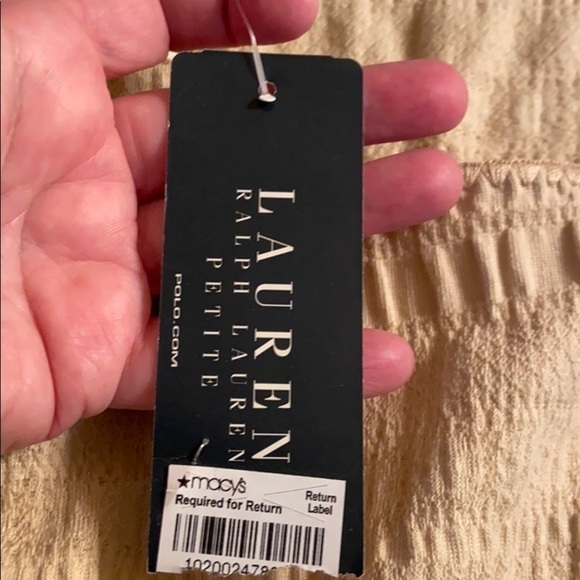 LAUREN
RALPH LAUREN
PETITE
POLO.COM
★macy's
Required for Return
Return
Label